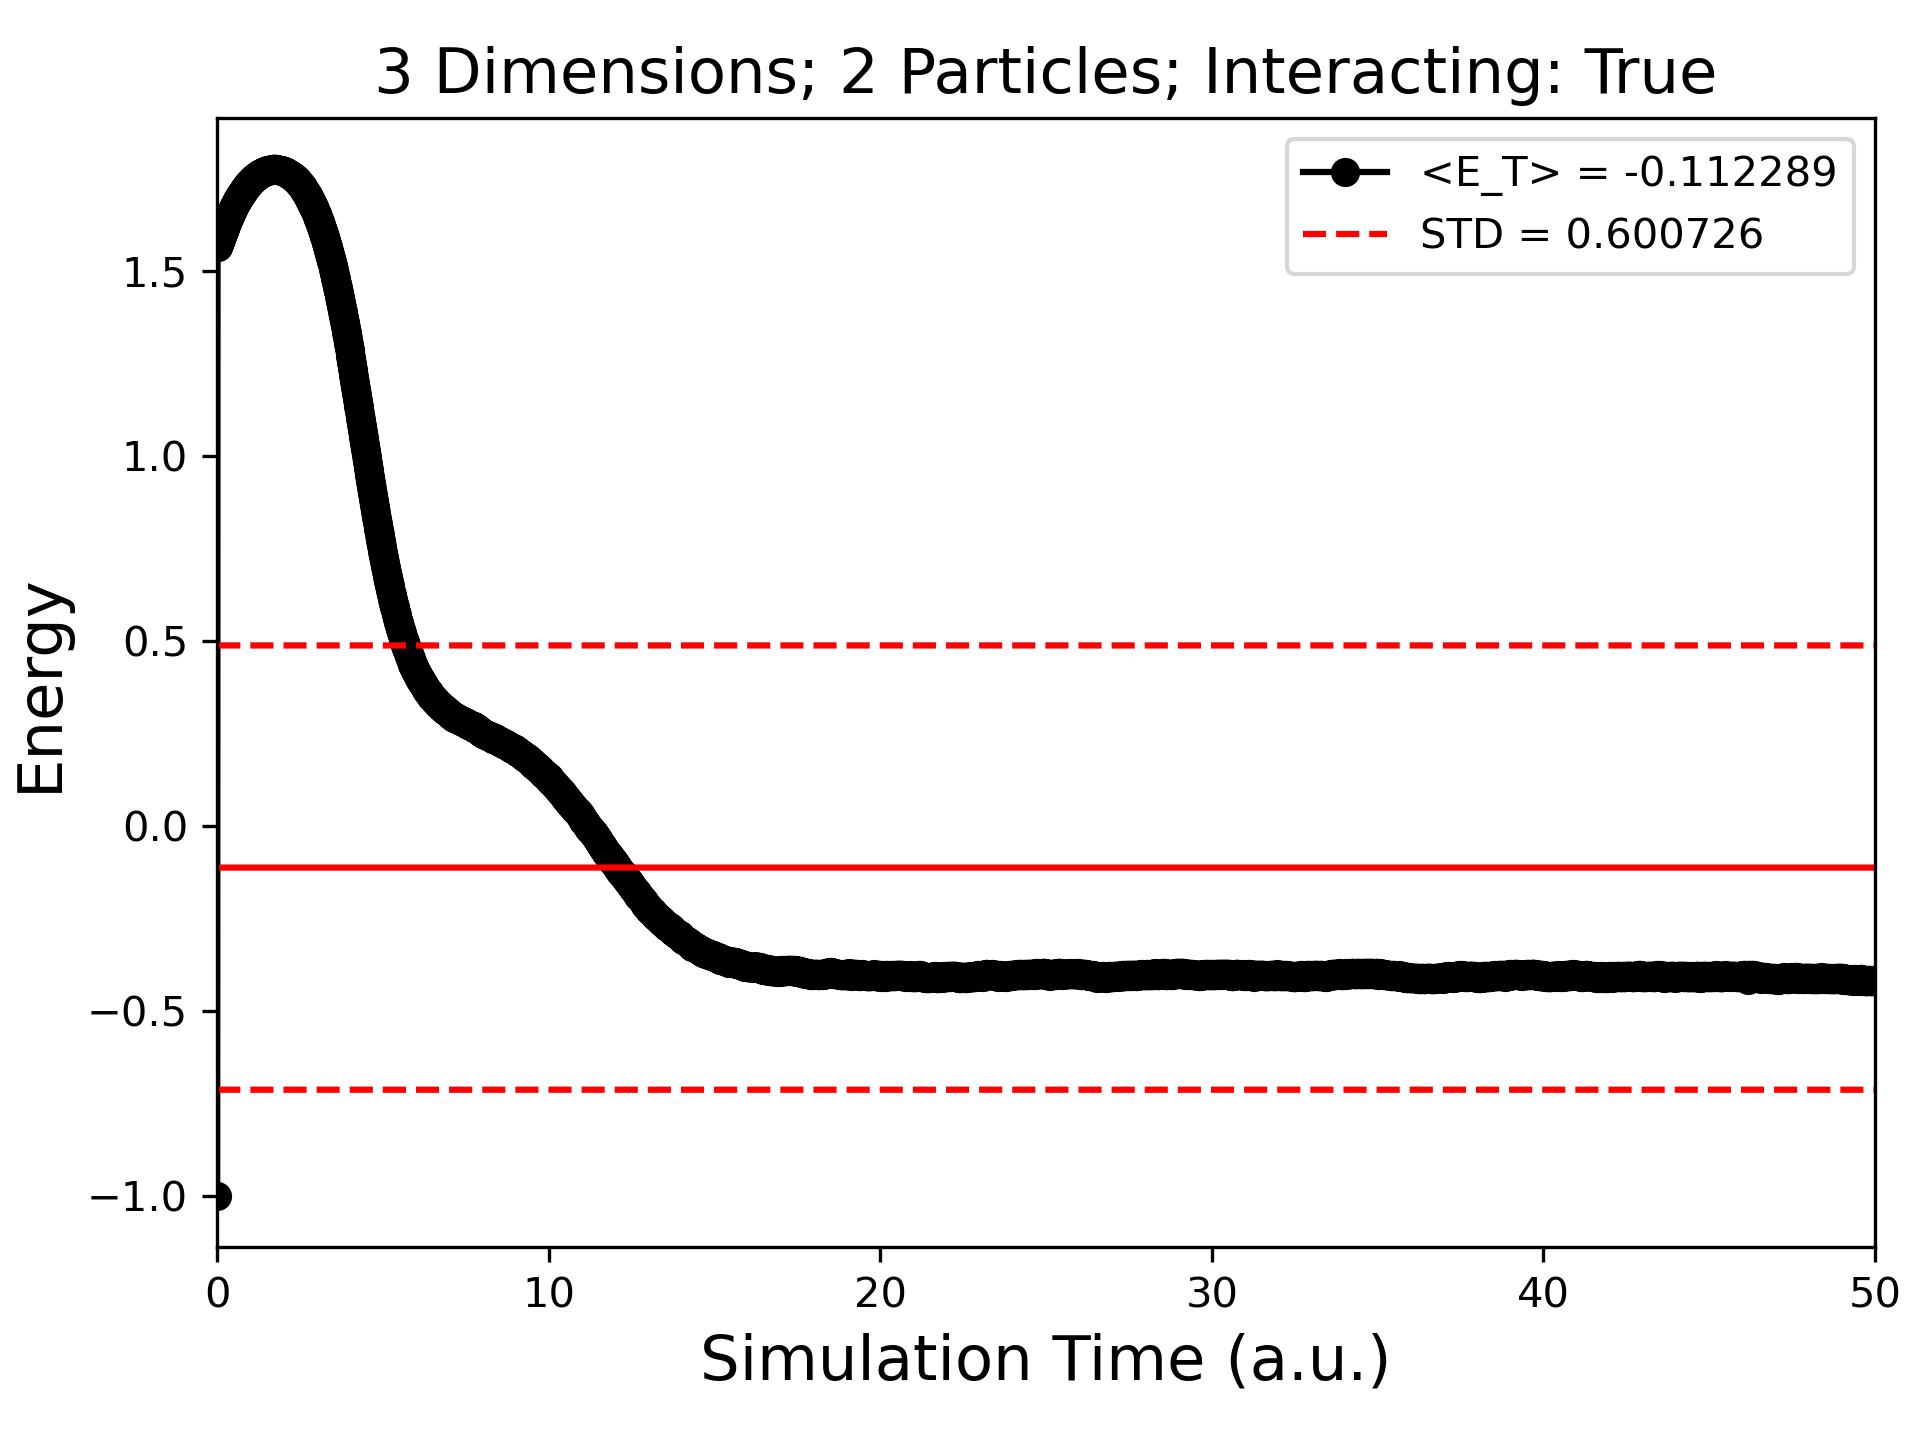 3 Dimensions; 2 Particles; Interacting: True
<E_T> = -0.112289
STD = 0.600726
Energy
1.5
1.0
0.5
0.0
−0.5
−1.0
0 10 20 30 40 50
Simulation Time (a.u.)